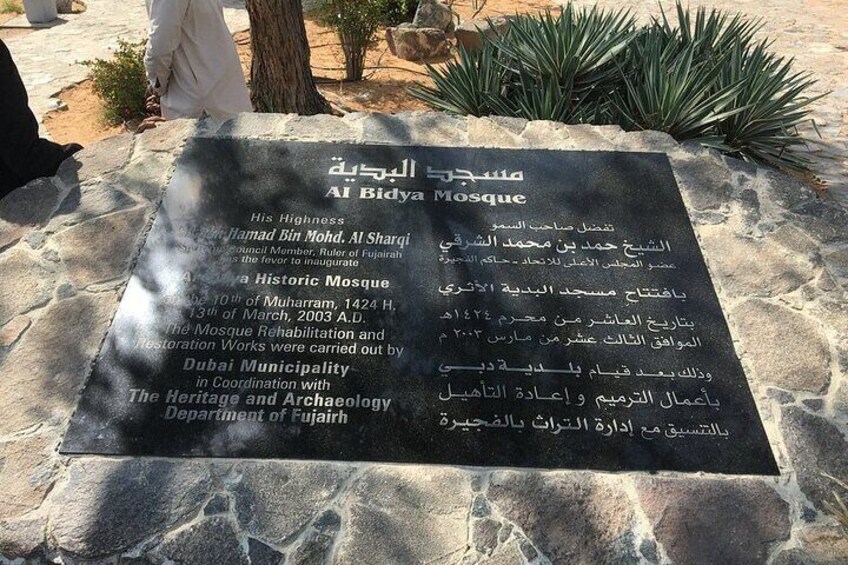 مسجد البدية
Al Bidya Mosque
His Highness
Bin Hamad Bin Mohd. Al Sharqi
Council Member, Ruler of Fujairah
the fevor to inaugurate
Al Bidya Historic Mosque
the 10th of Muharram, 1424 H.
13th of March, 2003 A.D.
The Mosque Rehabilitation and
Restoration Works were carried out by
Dubai Municipality
in Coordination with
The Heritage and Archaeology
Department of Fujairh
تفضل صاحب السمو
الشيخ حمد بن محمد الشرقي
عضو المجلس الأعلى للاتحاد - حاكم الفجيرة
بافتتاح مسجد البدية الأثري
بتاريخ العاشر من محرم ١٤٢٤هـ
الموافق الثالث عشر من مارس ٢٠٠٣ م
وذلك بعد قيام بلدية دبي
بأعمال الترميم و إعادة التأهيل
بالتنسيق مع إدارة التراث بالفجيرة